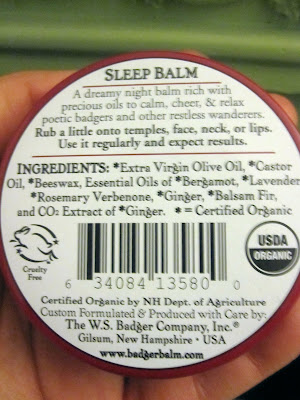 SLEEP BALM
A dreamy night balm rich with
precious oils to calm, cheer, & relax
poetic badgers and other restless wanderers.
Rub a little onto temples, face, neck, or lips.
Use it regularly and expect results.
INGREDIENTS: *Extra Virgin Olive Oil, *Castor
Oil, *Beeswax, Essential Oils of *Bergamot, *Lavender
*Rosemary Verbenone, *Ginger, *Balsam Fir,
and CO2 Extract of *Ginger. * = Certified Organic
Cruelty
Free
USDA
ORGANIC
6 34084 13580 0
Certified Organic by NH Dept. of Agriculture
Custom Formulated & Produced with Care by:
The W.S. Badger Company, Inc.®
Gilsum, New Hampshire • USA
www.badgerbalm.com